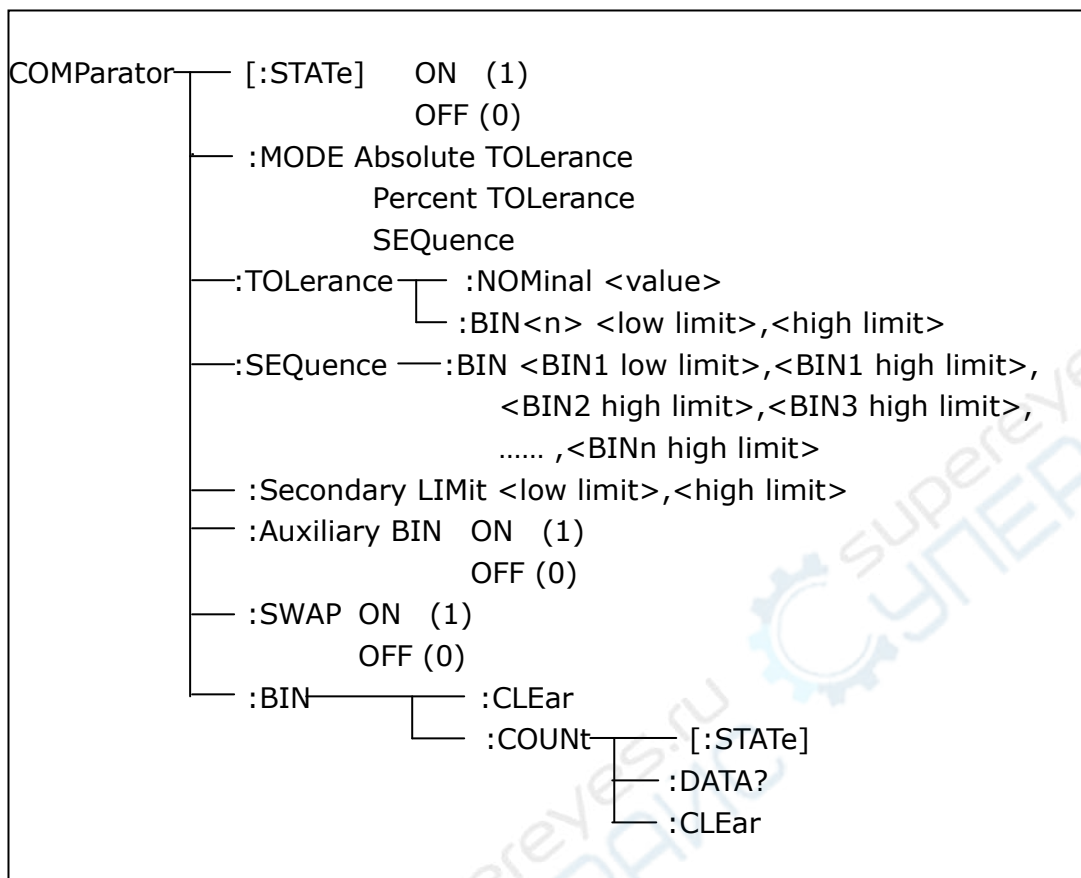 COMParator [:STATe] ON (1)
OFF (0)
:MODE Absolute TOLerance
Percent TOLerance
SEQuence
:TOLerance :NOMinal <value>
:BIN<n> <low limit>,<high limit>
:SEQuence :BIN <BIN1 low limit>,<BIN1 high limit>,
<BIN2 high limit>,<BIN3 high limit>,
...... ,<BINn high limit>
:Secondary LIMit <low limit>,<high limit>
:Auxiliary BIN ON (1)
OFF (0)
:SWAP ON (1)
OFF (0)
:BIN :CLEar
:COUNt [:STATe]
:DATA?
:CLEar